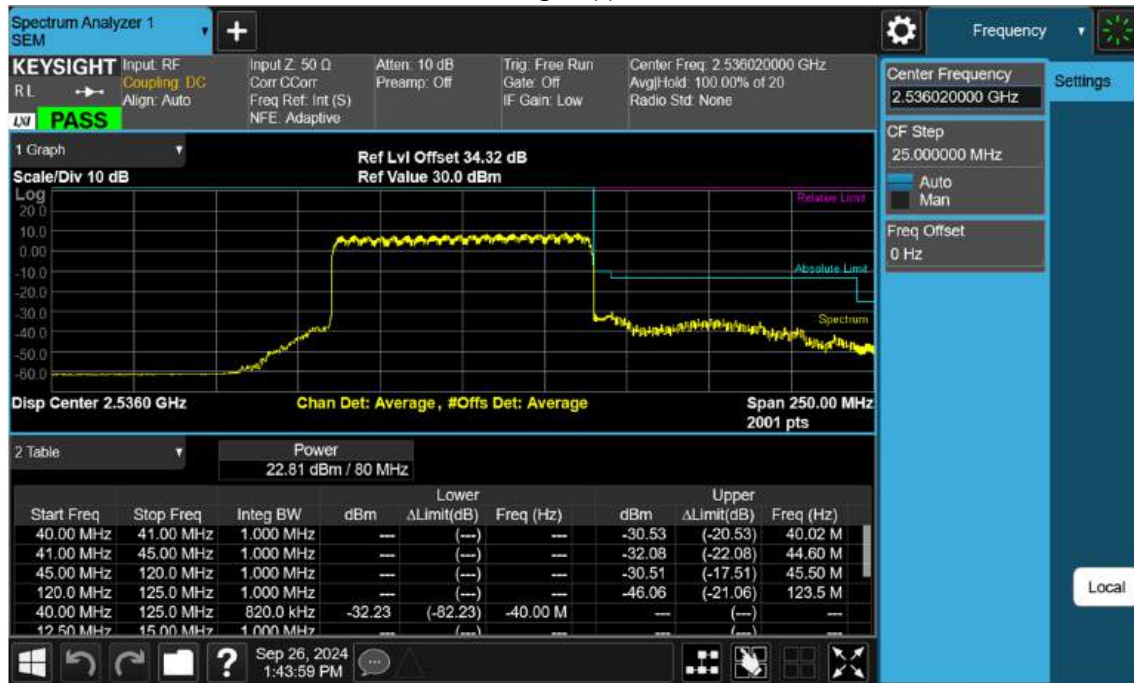 Spectrum Analyzer 1
SEM
+
Frequency
KEYSIGHT
RL
LXI PASS
Input: RF
Coupling: DC
Align: Auto
Input Z: 50 Ω
Corr CCorr
Freq Ref: Int (S)
NFE: Adaptive
Atten: 10 dB
Preamp: Off
Trig: Free Run
Gate: Off
IF Gain: Low
Center Freq: 2.536020000 GHz
Avg|Hold: 100.00% of 20
Radio Std: None
Center Frequency
2.536020000 GHz
Settings
CF Step
25.000000 MHz
Auto
Man
Freq Offset
0 Hz
Local
1 Graph
Scale/Div 10 dB
Ref Lvl Offset 34.32 dB
Ref Value 30.0 dBm
Log
20.0
10.0
0.00
-10.0
-20.0
-30.0
-40.0
-50.0
-60.0
Relative Limit
Absolute Limit
Spectrum
Disp Center 2.5360 GHz
Chan Det: Average, #Offs Det: Average
Span 250.00 MHz
2001 pts
2 Table
Power
22.81 dBm / 80 MHz
Lower Upper
Start Freq Stop Freq Integ BW dBm ΔLimit(dB) Freq (Hz) dBm ΔLimit(dB) Freq (Hz)
40.00 MHz 41.00 MHz 1.000 MHz --- (---) --- -30.53 (-20.53) 40.02 M
41.00 MHz 45.00 MHz 1.000 MHz --- (---) --- -32.08 (-22.08) 44.60 M
45.00 MHz 120.0 MHz 1.000 MHz --- (---) --- -30.51 (-17.51) 45.50 M
120.0 MHz 125.0 MHz 1.000 MHz --- (---) --- -46.06 (-21.06) 123.5 M
40.00 MHz 125.0 MHz 820.0 kHz -32.23 (-82.23) -40.00 M --- (---) ---
12.50 MHz 15.00 MHz 1.000 MHz --- (---) --- --- (---) ---
?
Sep 26, 2024
1:43:59 PM